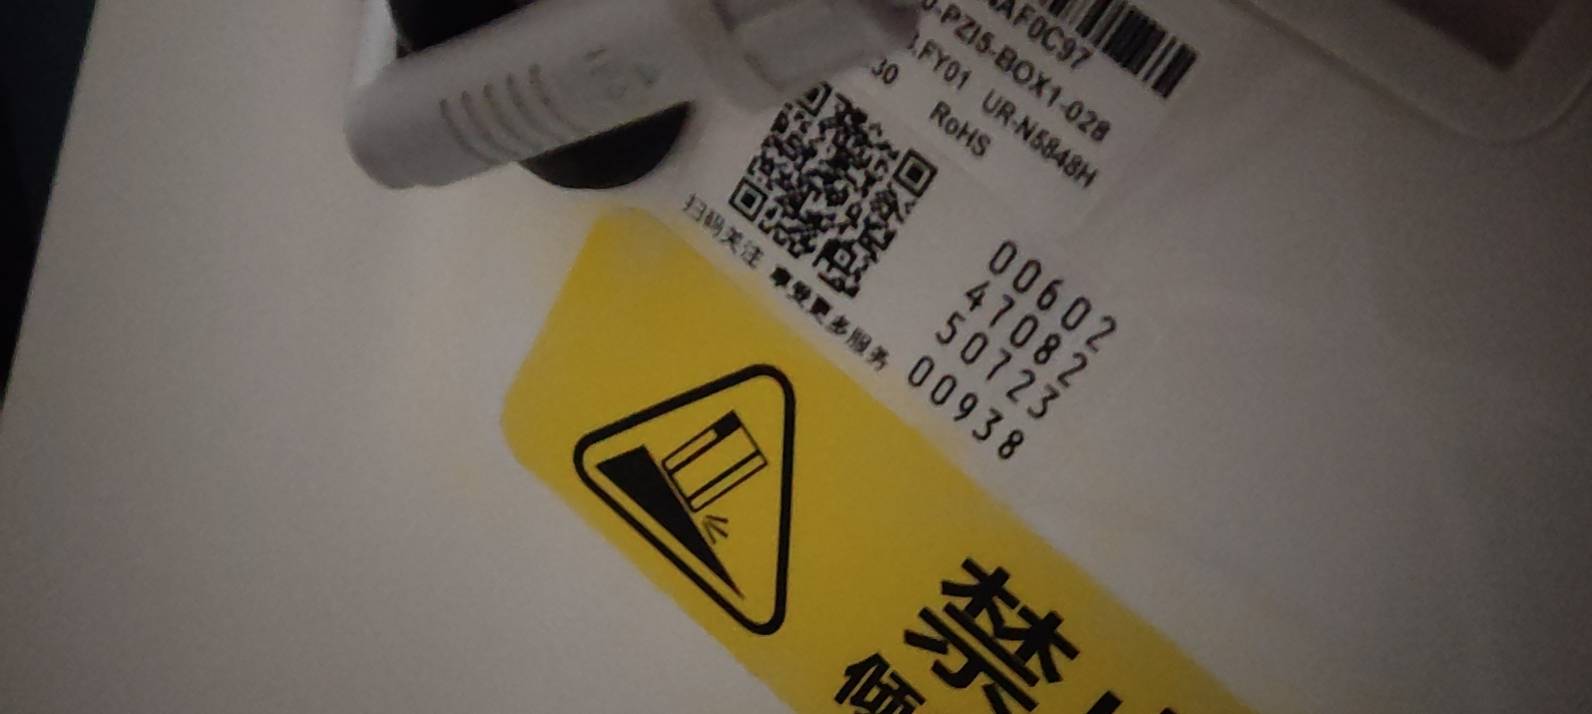 AF0C97
-PZI5-BOX1-028
.FY01 UR-N5848H
30
RoHS
扫码关注 享受更多服务
00602
47082
50723
00938
禁
倾